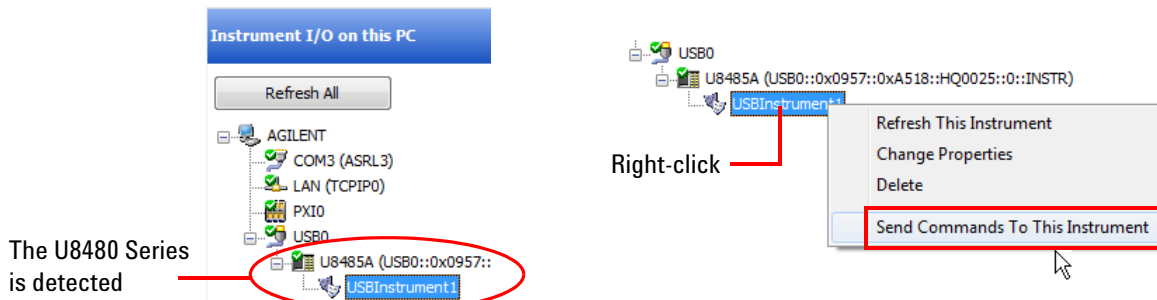 Instrument I/O on this PC
Refresh All
AGILENT
COM3 (ASRL3)
LAN (TCPIP0)
PXI0
USB0
U8485A (USB0::0x0957::
USBInstrument1
The U8480 Series
is detected
USB0
U8485A (USB0::0x0957::0xA518::HQ0025::0::INSTR)
USBInstrument1
Right-click
Refresh This Instrument
Change Properties
Delete
Send Commands To This Instrument